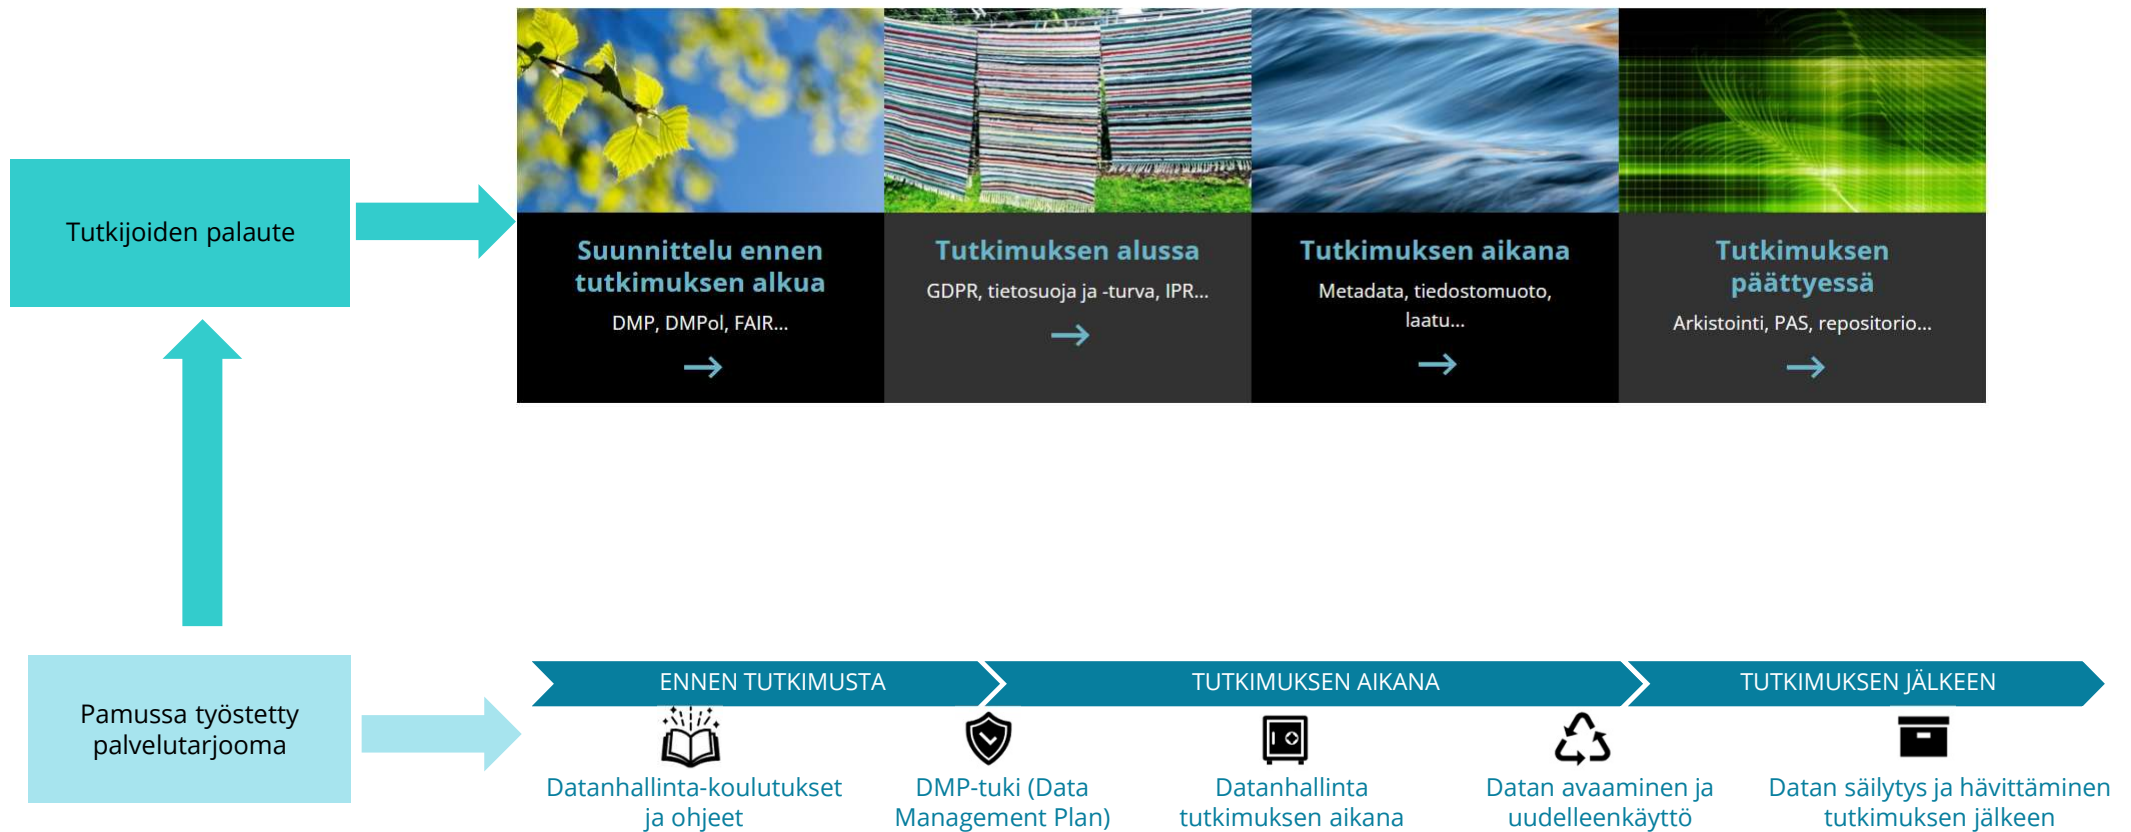 Tutkijoiden palaute
Suunnittelu ennen
tutkimuksen alkua
DMP, DMPol, FAIR...
Tutkimuksen alussa
GDPR, tietosuoja ja -turva, IPR...
Tutkimuksen aikana
Metadata, tiedostomuoto,
laatu...
Tutkimuksen
päättyessä
Arkistointi, PAS, repositorio...
Pamussa työstetty
palvelutarjooma
ENNEN TUTKIMUSTA
TUTKIMUKSEN AIKANA
TUTKIMUKSEN JÄLKEEN
Datanhallinta-koulutukset
ja ohjeet
DMP-tuki (Data
Management Plan)
Datanhallinta
tutkimuksen aikana
Datan avaaminen ja
uudelleenkäyttö
Datan säilytys ja hävittäminen
tutkimuksen jälkeen